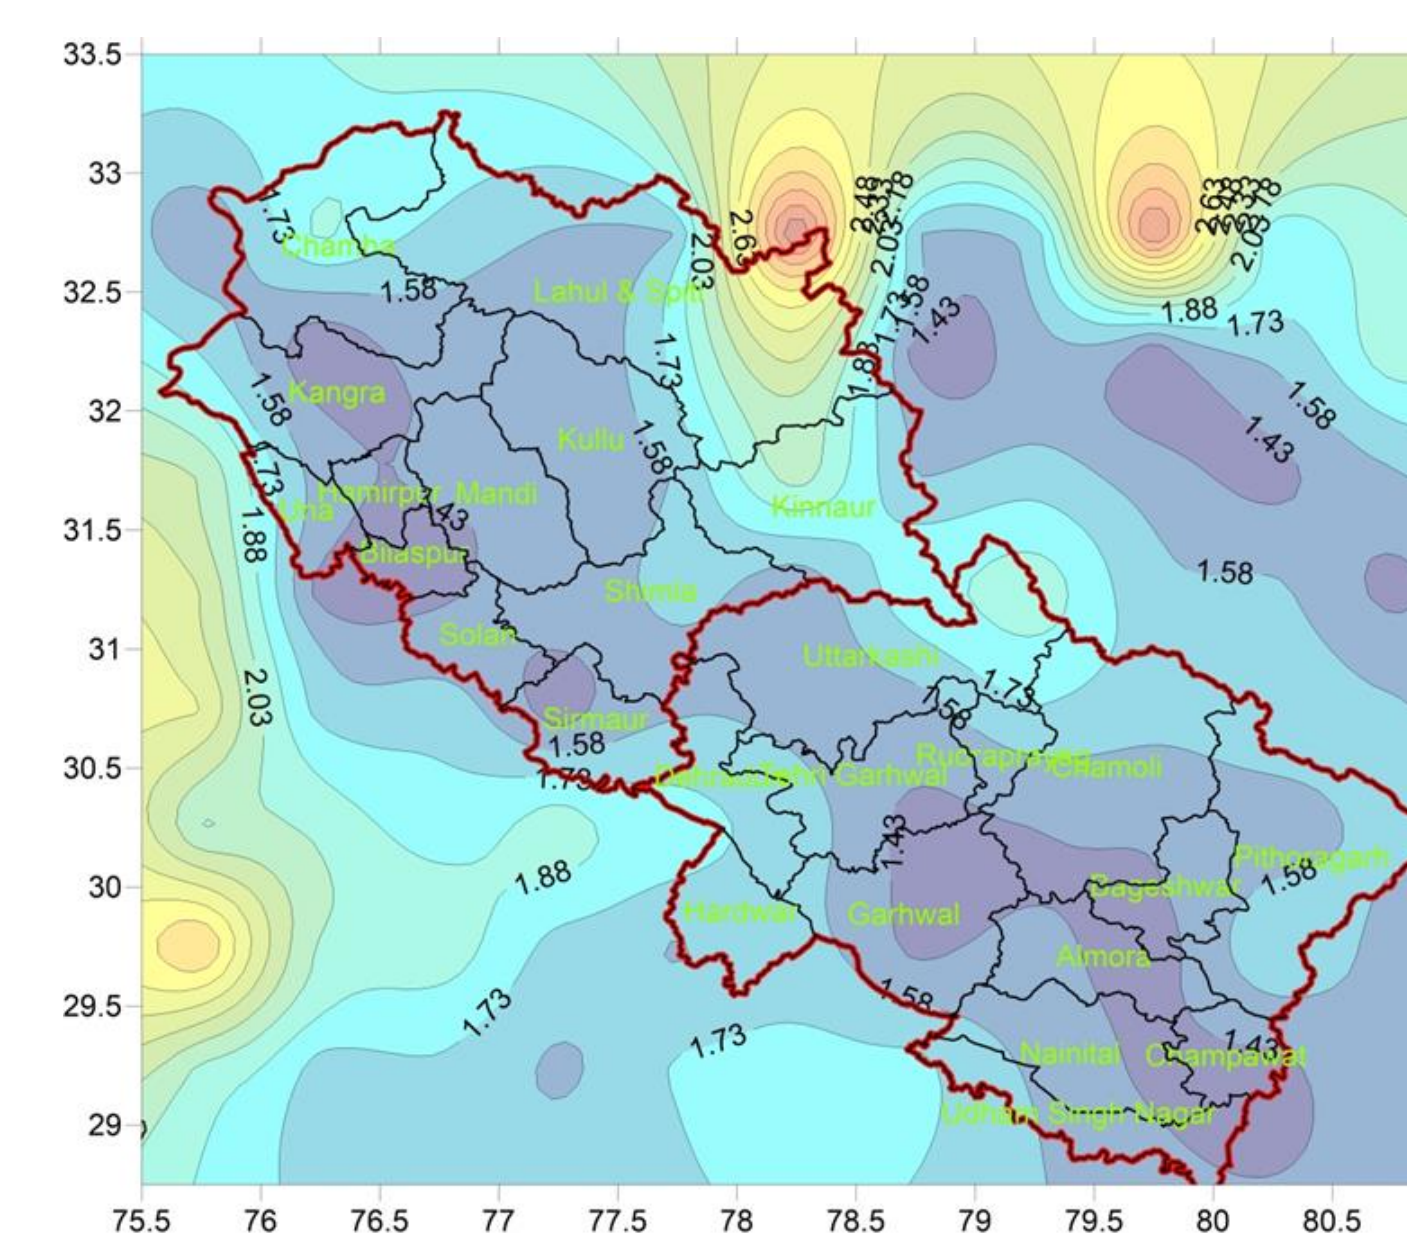 33.5
33
32.5
32
31.5
31
30.5
30
29.5
29
75.5 76 76.5 77 77.5 78 78.5 79 79.5 80 80.5
Chamba
Lahul & Spiti
Kangra
Kullu
Hamirpur Mandi
Una
Kinnaur
Bilaspur
Shimla
Solan
Uttarkashi
Sirmaur
Rudraprayag
Chamoli
Tehri Garhwal
Pithoragarh
Bageshwar
Hardwar
Garhwal
Almora
Nainital
Champawat
Udham Singh Nagar
1.73
1.58
2.03
2.48
1.78
2.03
2.63
2.03
1.88
1.73
1.73
1.58
1.43
1.88
1.73
1.58
1.58
1.58
1.43
1.88
1.58
2.03
1.73
1.58
1.58
1.73
1.43
1.88
1.58
1.58
1.73
1.73
1.43